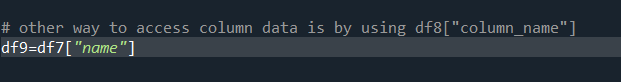 # other way to access column data is by using df8["column_name"]
df9=df7["name"]